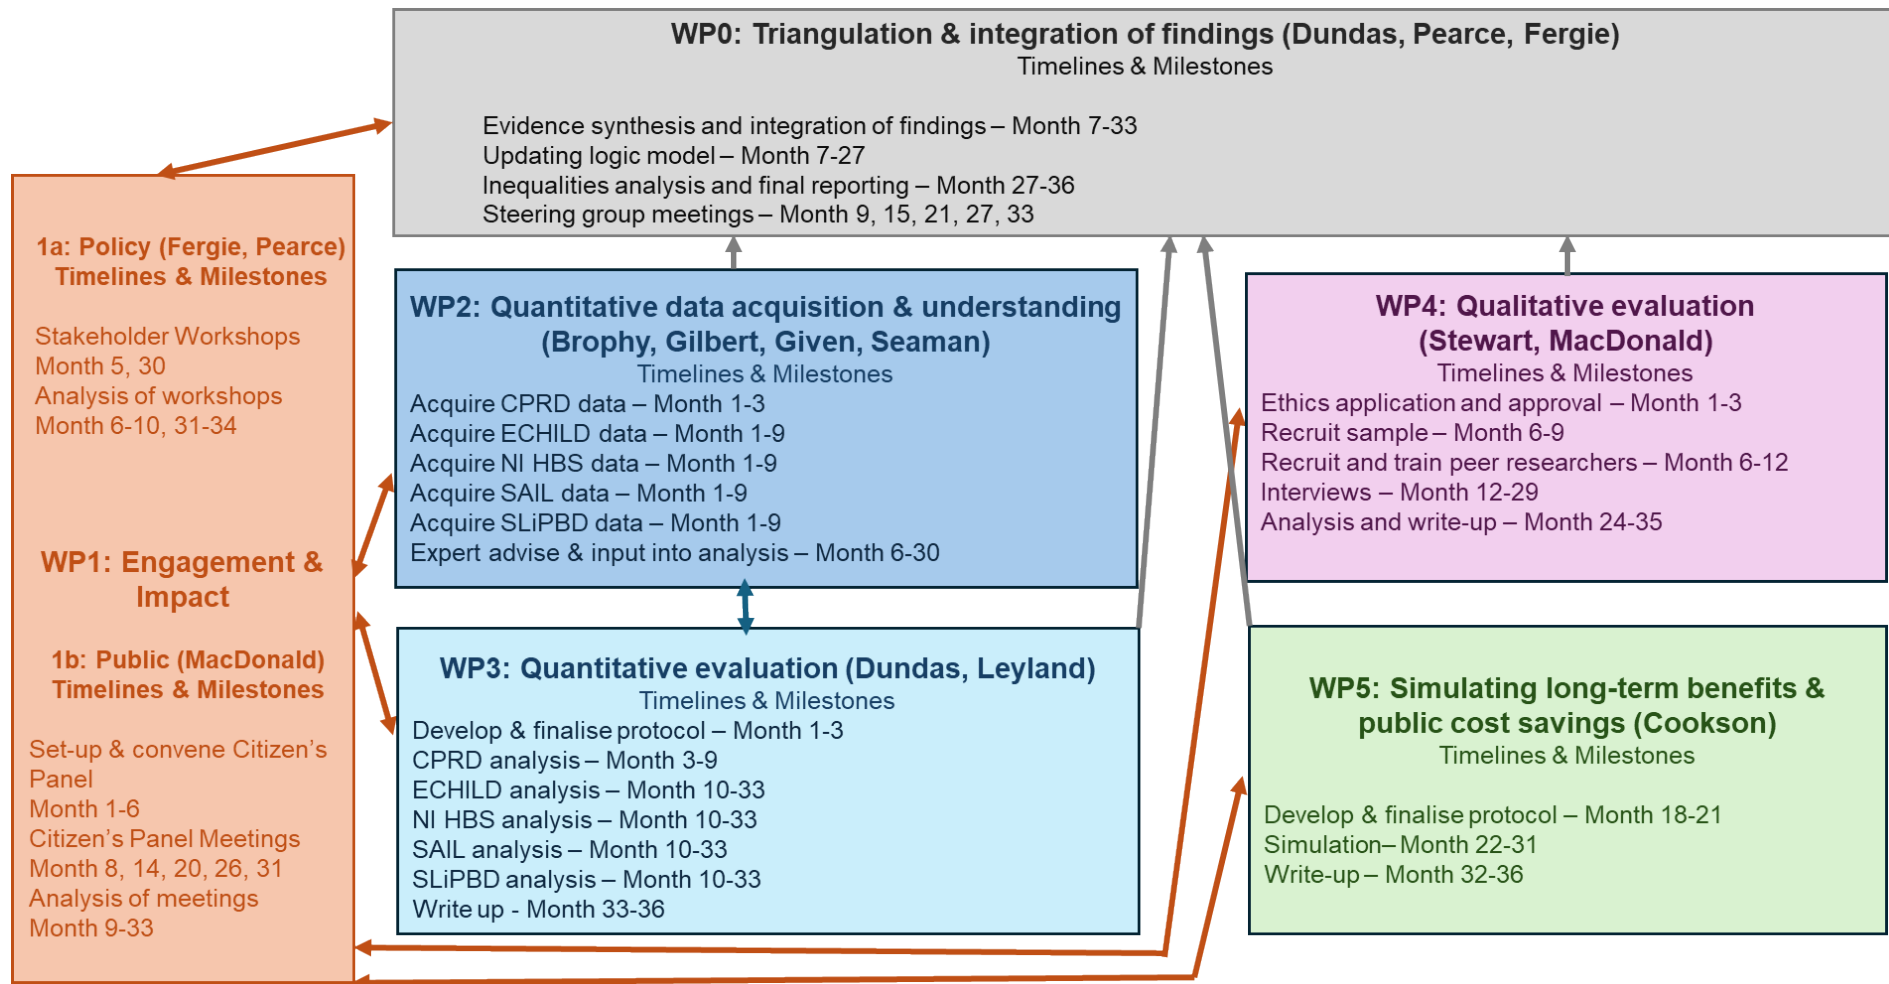 WP0: Triangulation & integration of findings (Dundas, Pearce, Fergie)
Timelines & Milestones
Evidence synthesis and integration of findings – Month 7-33
Updating logic model – Month 7-27
Inequalities analysis and final reporting – Month 27-36
Steering group meetings – Month 9, 15, 21, 27, 33
1a: Policy (Fergie, Pearce)
Timelines & Milestones
Stakeholder Workshops
Month 5, 30
Analysis of workshops
Month 6-10, 31-34
WP1: Engagement &
Impact
1b: Public (MacDonald)
Timelines & Milestones
Set-up & convene Citizen’s
Panel
Month 1-6
Citizen’s Panel Meetings
Month 8, 14, 20, 26, 31
Analysis of meetings
Month 9-33
WP2: Quantitative data acquisition & understanding
(Brophy, Gilbert, Given, Seaman)
Timelines & Milestones
Acquire CPRD data – Month 1-3
Acquire ECHILD data – Month 1-9
Acquire NI HBS data – Month 1-9
Acquire SAIL data – Month 1-9
Acquire SLiPBD data – Month 1-9
Expert advise & input into analysis – Month 6-30
WP3: Quantitative evaluation (Dundas, Leyland)
Timelines & Milestones
Develop & finalise protocol – Month 1-3
CPRD analysis – Month 3-9
ECHILD analysis – Month 10-33
NI HBS analysis – Month 10-33
SAIL analysis – Month 10-33
SLiPBD analysis – Month 10-33
Write up - Month 33-36
WP4: Qualitative evaluation
(Stewart, MacDonald)
Timelines & Milestones
Ethics application and approval – Month 1-3
Recruit sample – Month 6-9
Recruit and train peer researchers – Month 6-12
Interviews – Month 12-29
Analysis and write-up – Month 24-35
WP5: Simulating long-term benefits &
public cost savings (Cookson)
Timelines & Milestones
Develop & finalise protocol – Month 18-21
Simulation– Month 22-31
Write-up – Month 32-36